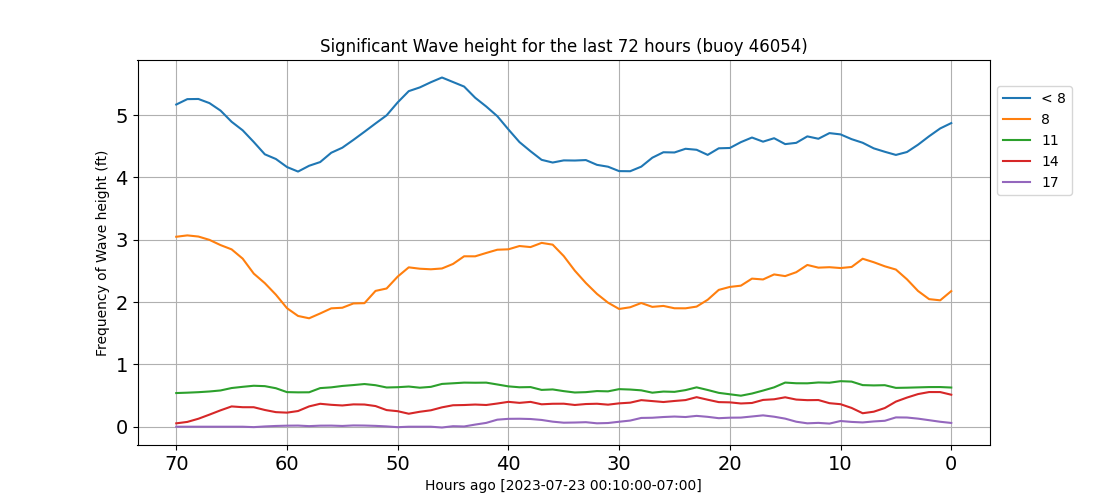 Significant Wave height for the last 72 hours (buoy 46054)
Frequency of Wave height (ft)
5
4
3
2
1
0
70 60 50 40 30 20 10 0
Hours ago [2023-07-23 00:10:00-07:00]
< 8
8
11
14
17